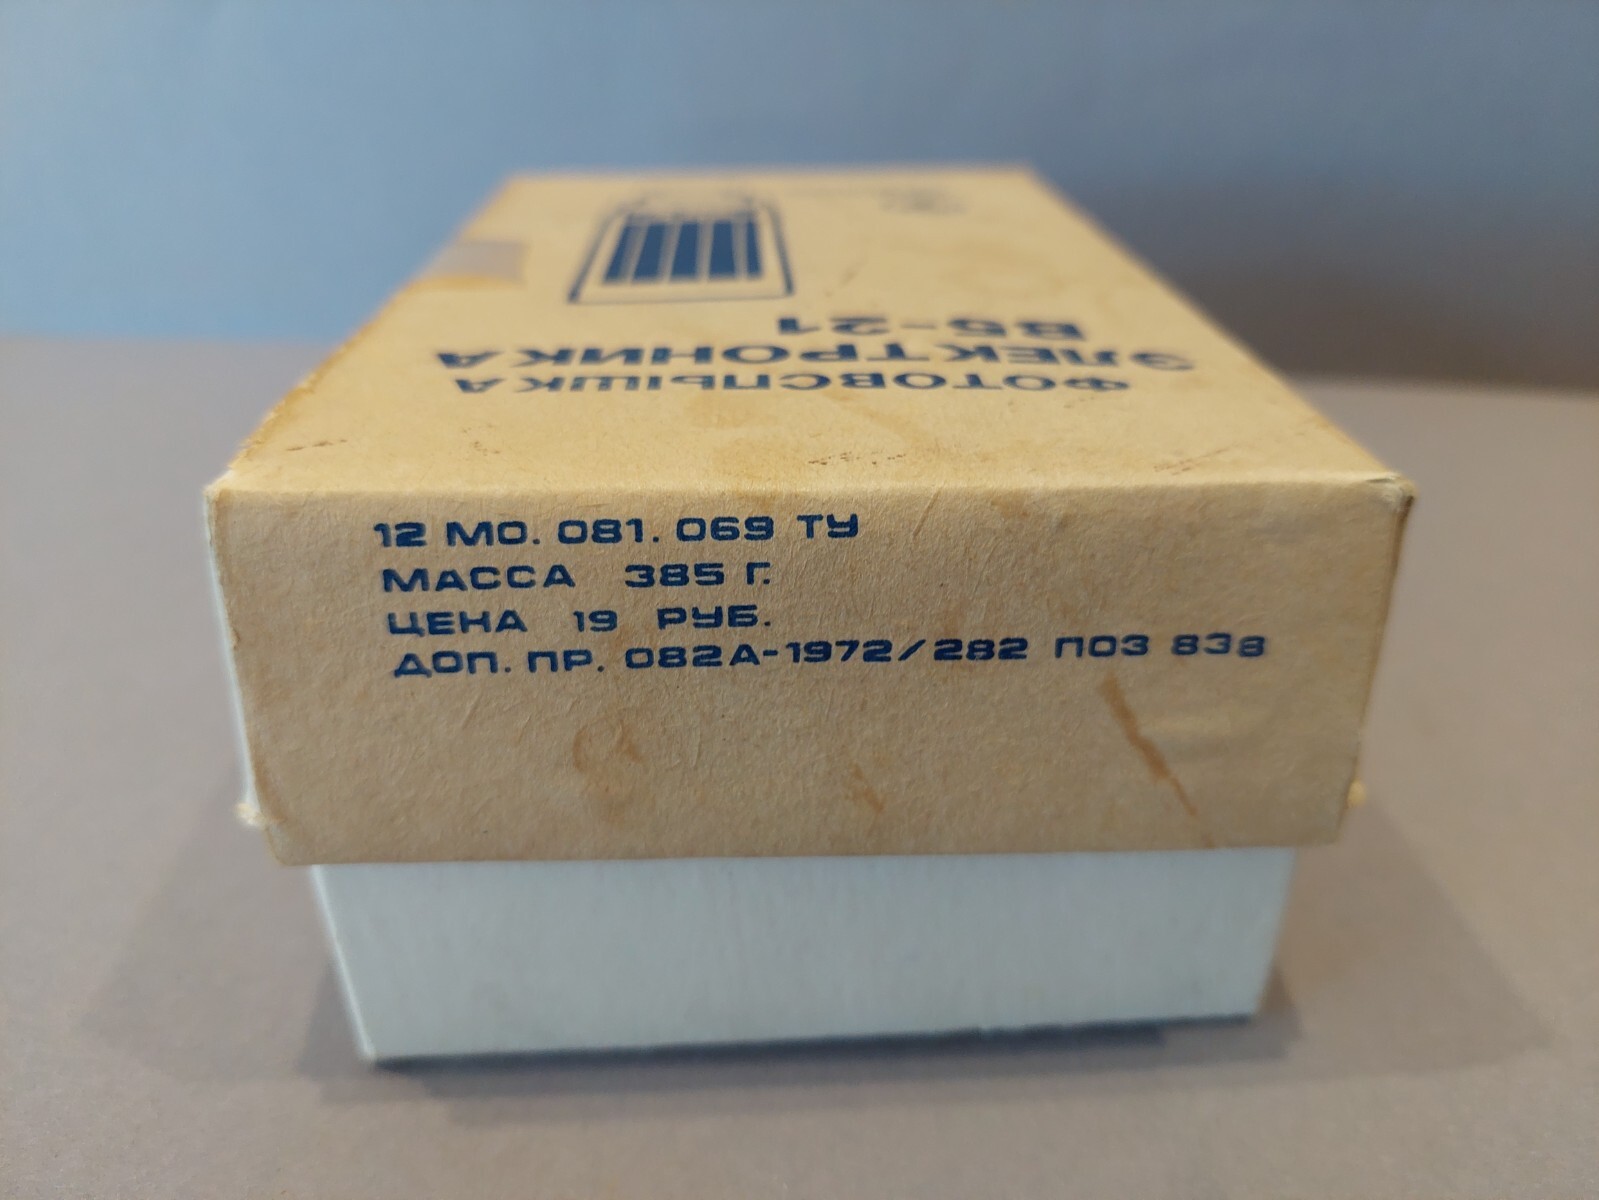 ФОТОВСПЫШКА
ЭЛЕКТРОНИКА
В5-21
12 МО. 081. 069 ТУ
МАССА 385 Г.
ЦЕНА 19 РУБ.
ДОП. ПР. 082А-1972/282 ПОЗ 838